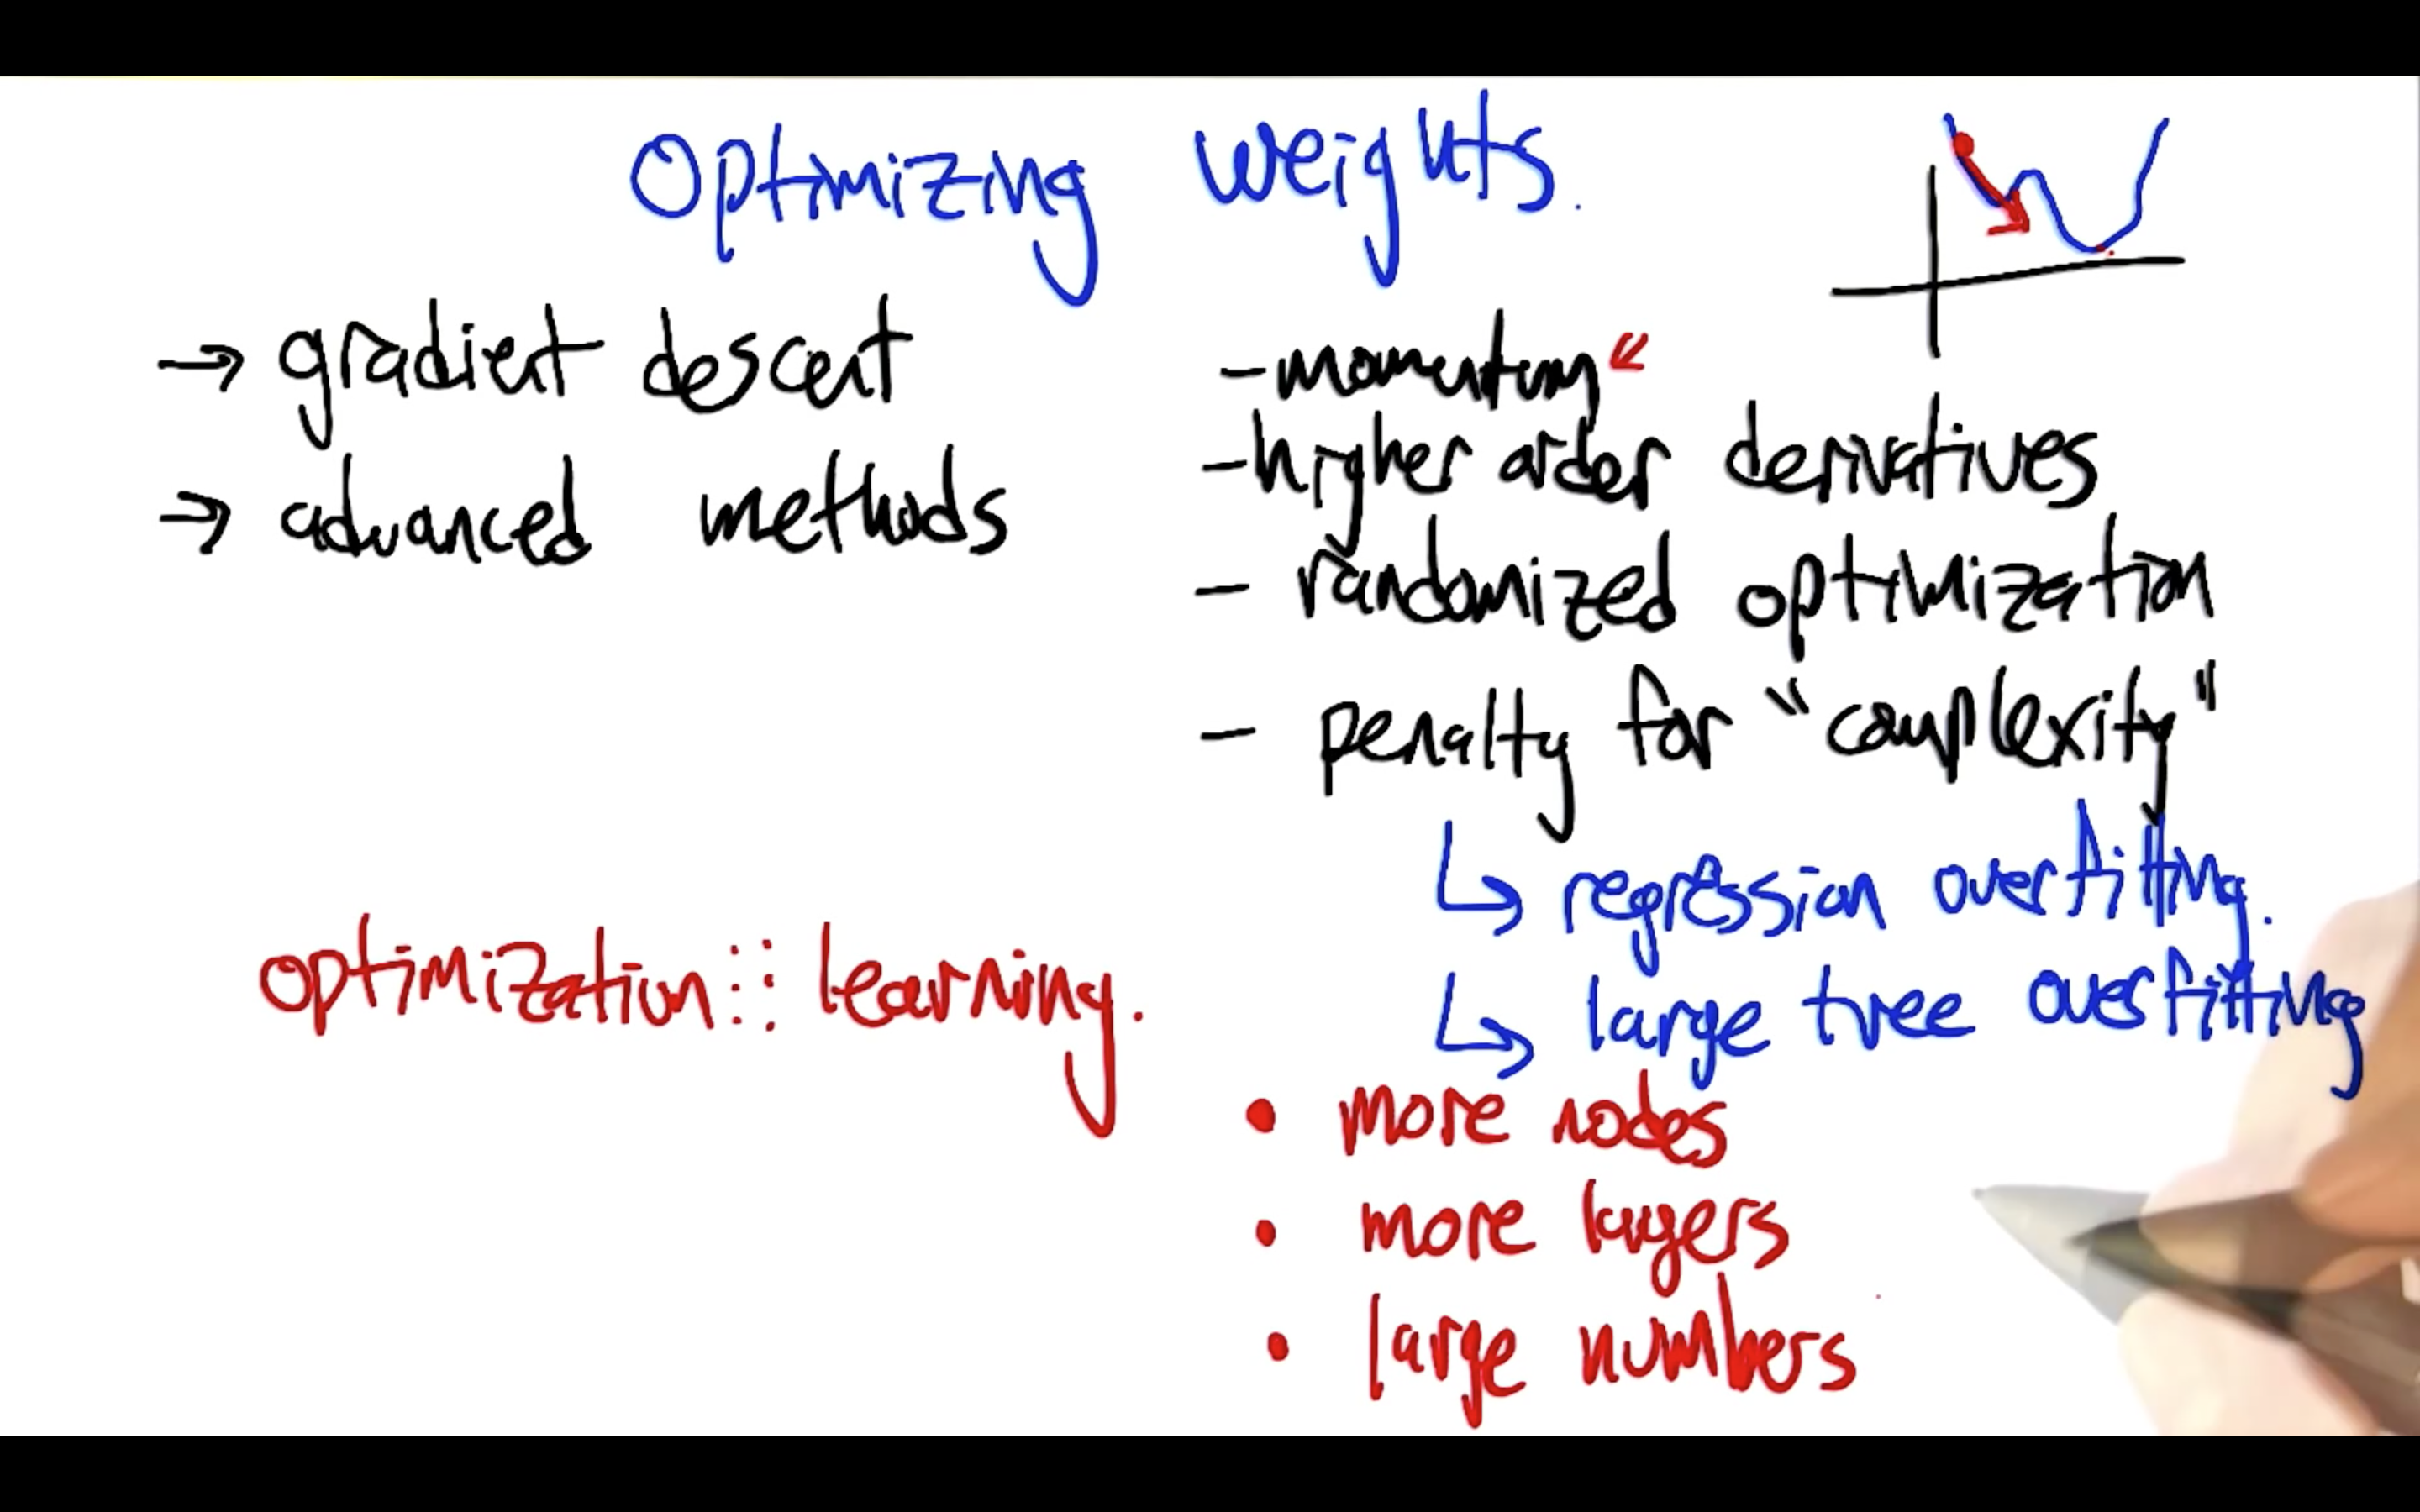 Optimizing weights.
→ gradient descent
→ advanced methods
- momentum
- higher order derivatives
- randomized optimization
- penalty for "complexity"
↳ regression overfitting.
↳ large tree overfitting
optimization :: learning.
• more nodes
• more layers
• large numbers